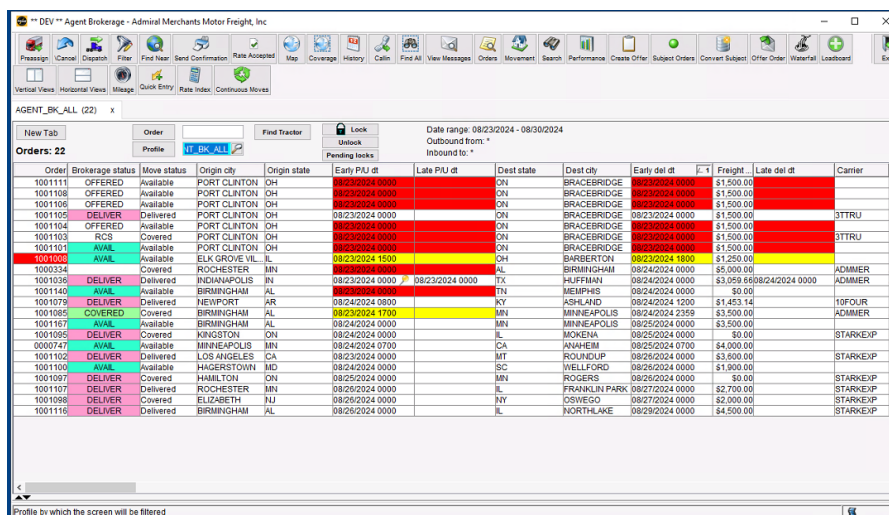 ** DEV ** Agent Brokerage - Admiral Merchants Motor Freight, Inc
Preassign Cancel Dispatch Filter Find Near Send Confirmation Rate Accepted Map Coverage History Callin Find All View Messages Orders Movement Search Performance Create Offer Subject Orders Convert Subject Offer Order Waterfall Loadboard
Vertical Views Horizontal Views Mileage Quick Entry Rate Index Continuous Moves
AGENT_BK_ALL (22) x
New Tab Order Find Tractor Lock Date range: 08/23/2024 - 08/30/2024
Unlock Outbound from: *
Orders: 22 Profile NT_BK_ALL Pending locks Inbound to: *
Order Brokerage status Move status Origin city Origin state Early P/U dt Late P/U dt Dest state Dest city Early del dt 1 Freight ... Late del dt Carrier
1001111 OFFERED Available PORT CLINTON OH 08/23/2024 0000 ON BRACEBRIDGE 08/23/2024 0000 $1,500.00
1001108 OFFERED Available PORT CLINTON OH 08/23/2024 0000 ON BRACEBRIDGE 08/23/2024 0000 $1,500.00
1001106 OFFERED Available PORT CLINTON OH 08/23/2024 0000 ON BRACEBRIDGE 08/23/2024 0000 $1,500.00
1001105 DELIVER Delivered PORT CLINTON OH 08/23/2024 0000 ON BRACEBRIDGE 08/23/2024 0000 $1,500.00 3TTRU
1001104 OFFERED Available PORT CLINTON OH 08/23/2024 0000 ON BRACEBRIDGE 08/23/2024 0000 $1,500.00
1001103 RCS Covered PORT CLINTON OH 08/23/2024 0000 ON BRACEBRIDGE 08/23/2024 0000 $1,500.00 3TTRU
1001101 AVAIL Available PORT CLINTON OH 08/23/2024 0000 ON BRACEBRIDGE 08/23/2024 0000 $1,500.00
1001008 AVAIL Available ELK GROVE VIL... IL 08/23/2024 1500 OH BARBERTON 08/23/2024 1800 $1,250.00
1000334 Covered ROCHESTER MN 08/23/2024 0000 AL BIRMINGHAM 08/24/2024 0000 $5,000.00 ADMMER
1001036 DELIVER Delivered INDIANAPOLIS IN 08/23/2024 0000 08/23/2024 0000 TX HUFFMAN 08/24/2024 0000 $3,059.66 08/24/2024 0000 ADMMER
1001140 AVAIL Available BIRMINGHAM AL 08/23/2024 0000 TN MEMPHIS 08/24/2024 0000 $0.00
1001079 DELIVER Delivered NEWPORT AR 08/24/2024 0800 KY ASHLAND 08/24/2024 1200 $1,453.14 10FOUR
1001085 COVERED Covered BIRMINGHAM AL 08/23/2024 1700 MN MINNEAPOLIS 08/24/2024 2359 $3,500.00 ADMMER
1001167 AVAIL Available BIRMINGHAM AL 08/24/2024 0000 MN MINNEAPOLIS 08/25/2024 0000 $3,500.00
1001095 DELIVER Covered KINGSTON ON 08/24/2024 0000 IL MOKENA 08/25/2024 0000 $0.00 STARKEXP
0000747 AVAIL Available MINNEAPOLIS MN 08/24/2024 0700 CA ANAHEIM 08/25/2024 0700 $4,000.00
1001102 DELIVER Delivered LOS ANGELES CA 08/23/2024 0000 MT ROUNDUP 08/26/2024 0000 $3,600.00 STARKEXP
1001100 AVAIL Available HAGERSTOWN MD 08/24/2024 0000 SC WELLFORD 08/26/2024 0000 $1,900.00
1001097 DELIVER Covered HAMILTON ON 08/25/2024 0000 MN ROGERS 08/26/2024 0000 $0.00 STARKEXP
1001107 DELIVER Delivered ROCHESTER MN 08/24/2024 0000 IL FRANKLIN PARK 08/27/2024 0000 $2,700.00 STARKEXP
1001098 DELIVER Covered ELIZABETH NJ 08/26/2024 0000 NY OSWEGO 08/27/2024 0000 $2,000.00 STARKEXP
1001116 DELIVER Delivered BIRMINGHAM AL 08/26/2024 0000 IL NORTHLAKE 08/29/2024 0000 $4,500.00 STARKEXP
Profile by which the screen will be filtered